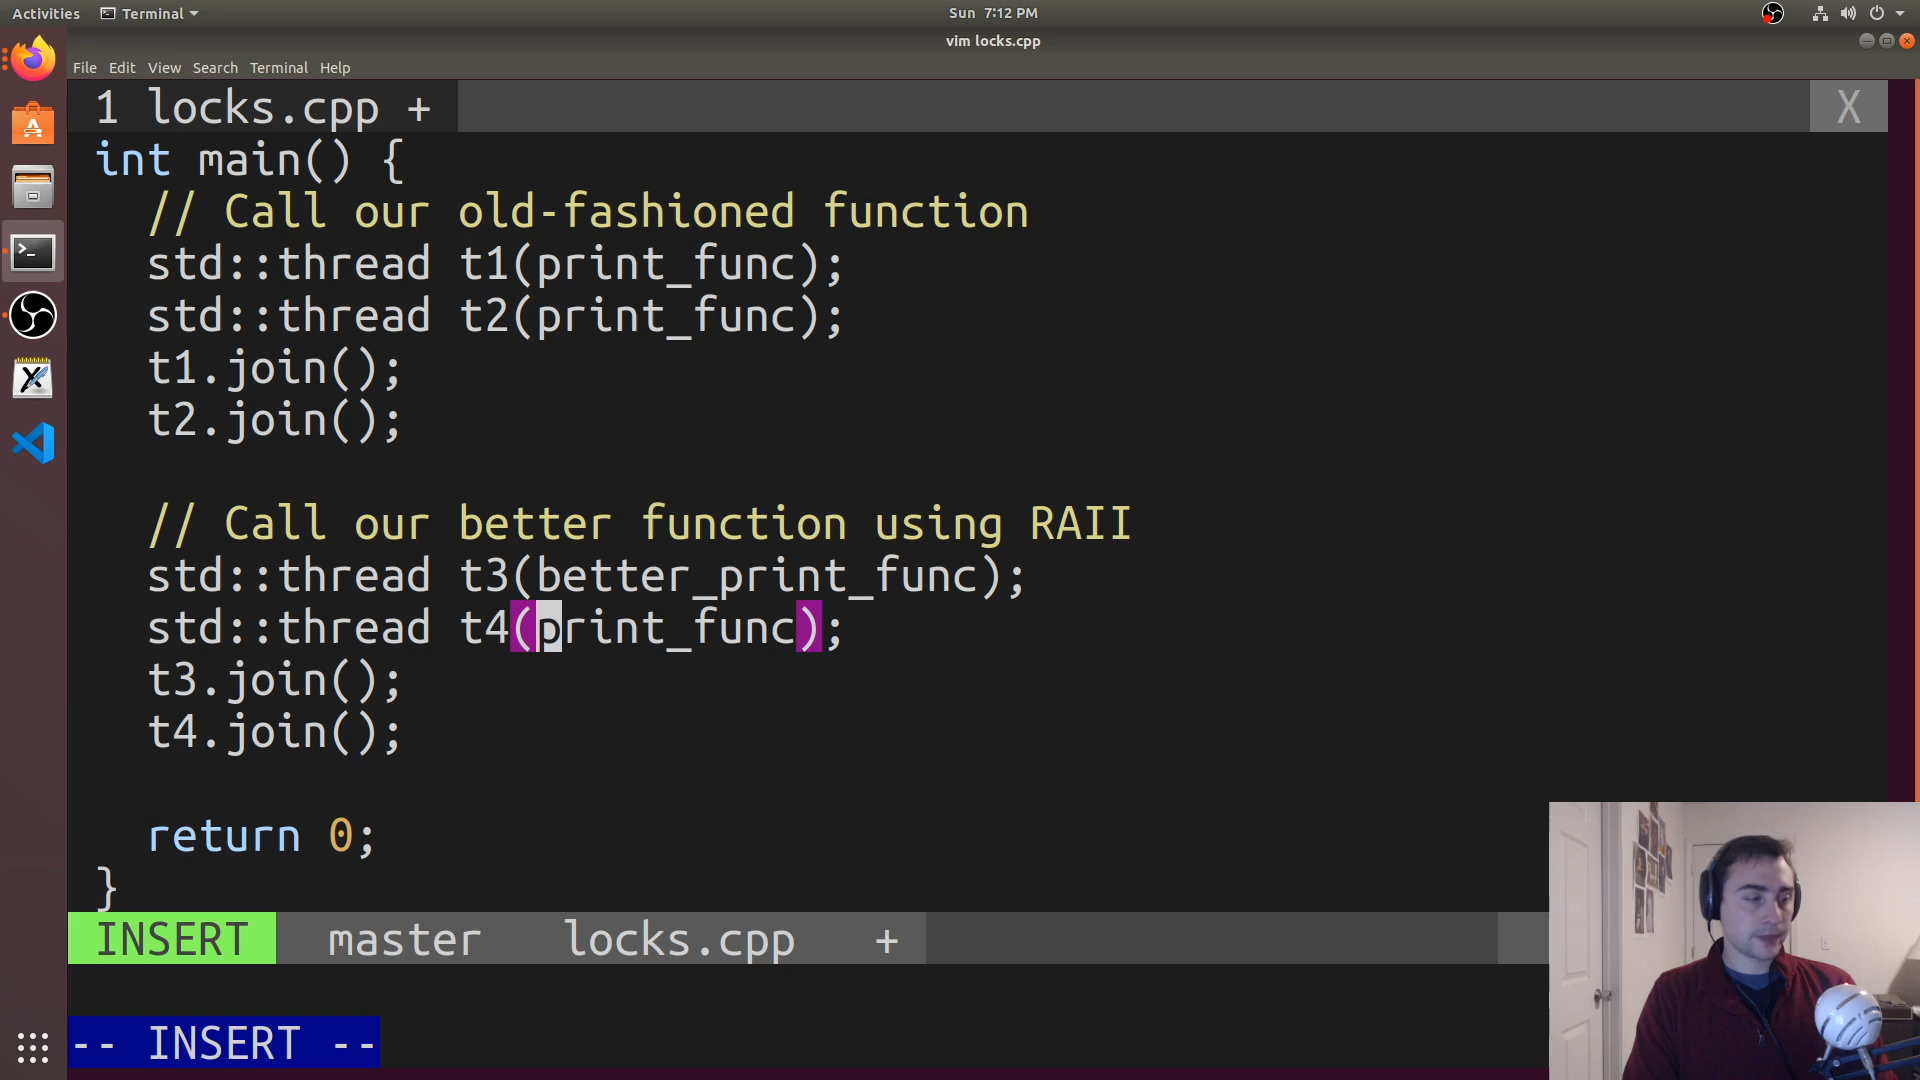 Activities Terminal Sun 7:12 PM
vim locks.cpp
File Edit View Search Terminal Help
1 locks.cpp + X
int main() {
// Call our old-fashioned function
std::thread t1(print_func);
std::thread t2(print_func);
t1.join();
t2.join();
// Call our better function using RAII
std::thread t3(better_print_func);
std::thread t4(print_func);
t3.join();
t4.join();
return 0;
}
INSERT master locks.cpp +
-- INSERT --